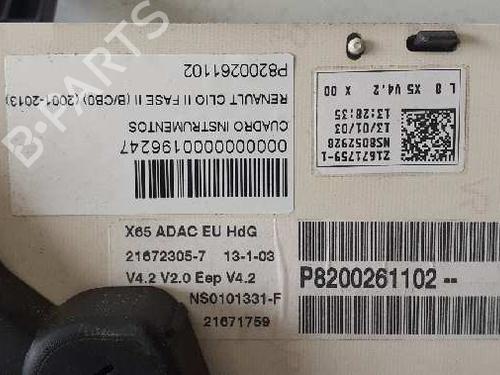 P8200261102
RENAULT CLIO II FASE II (B/CB0) (2001-2013)
CUADRO INSTRUMENTOS
0000000000196247
L 8 X5 V4.2 X 00
13:28:35
13/01/03
NS8052928
21671759-1
X65 ADAC EU HdG
21672305-7 13-1-03
V4.2 V2.0 Eep V4.2
NS0101331-F
21671759
P8200261102--